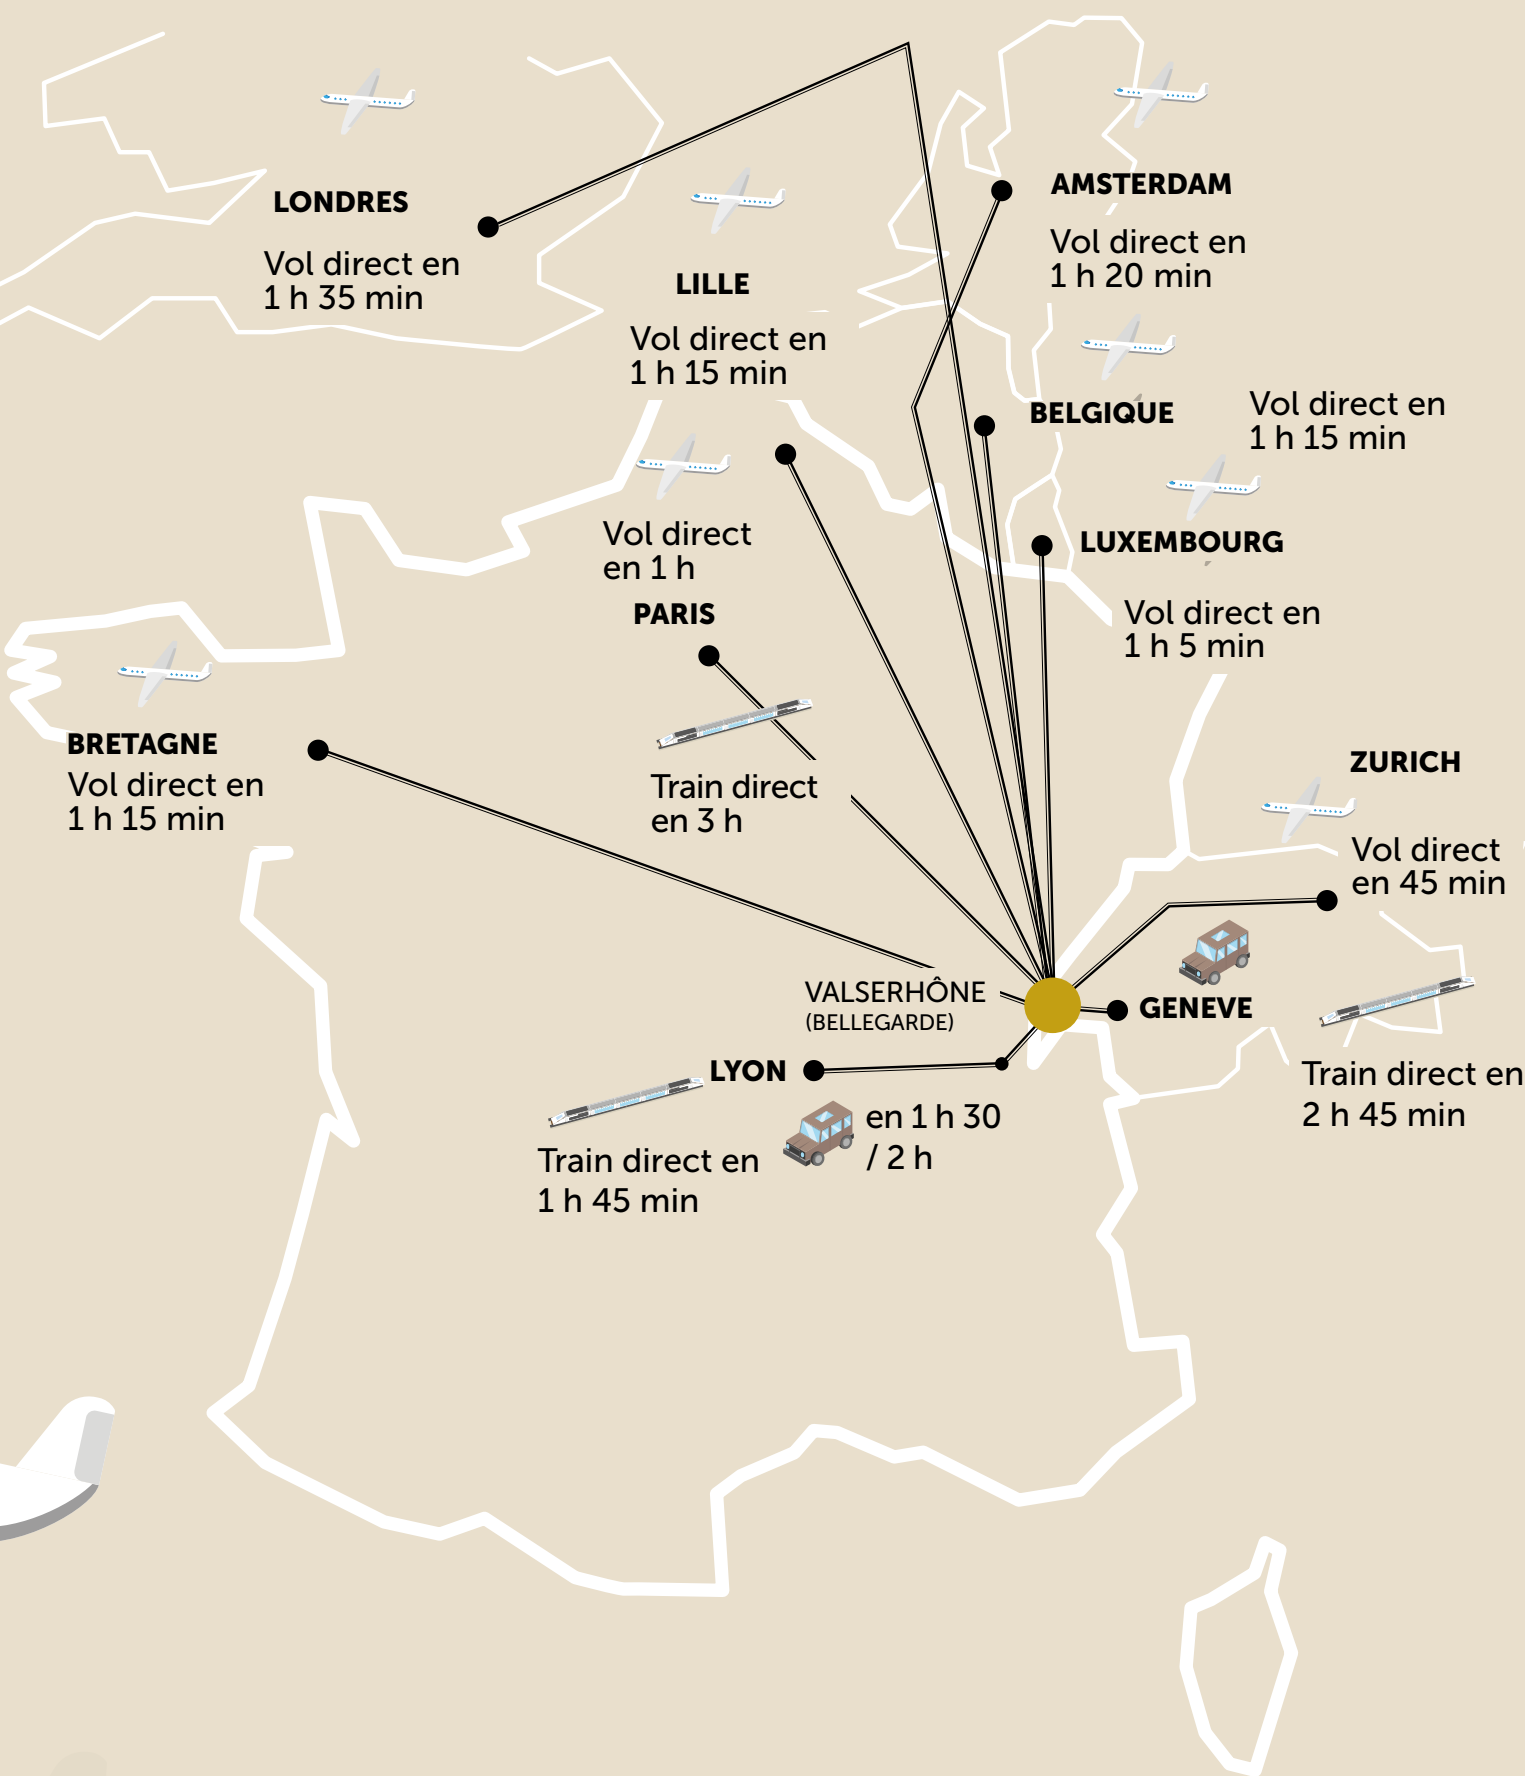 LONDRES
Vol direct en
1 h 35 min
LILLE
Vol direct en
1 h 15 min
AMSTERDAM
Vol direct en
1 h 20 min
BELGIQUE
Vol direct en
1 h 15 min
LUXEMBOURG
Vol direct en
1 h 5 min
Vol direct
en 1 h
PARIS
Train direct
en 3 h
BRETAGNE
Vol direct en
1 h 15 min
ZURICH
Vol direct
en 45 min
Train direct en
2 h 45 min
VALSERHÔNE
(BELLEGARDE)
GENEVE
LYON
en 1 h 30
/ 2 h
Train direct en
1 h 45 min